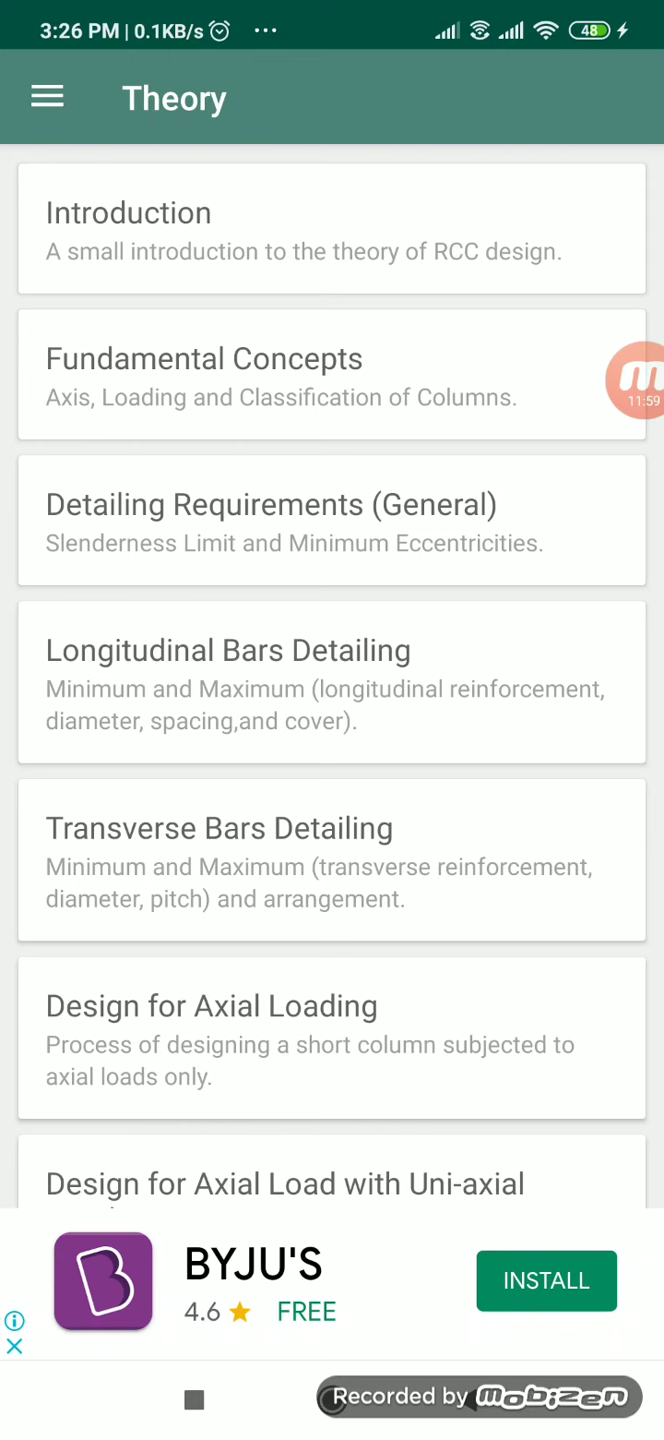 3:26 PM | 0.1KB/s ...
48
Theory
Introduction
A small introduction to the theory of RCC design.
Fundamental Concepts
Axis, Loading and Classification of Columns.
11:59
Detailing Requirements (General)
Slenderness Limit and Minimum Eccentricities.
Longitudinal Bars Detailing
Minimum and Maximum (longitudinal reinforcement,
diameter, spacing,and cover).
Transverse Bars Detailing
Minimum and Maximum (transverse reinforcement,
diameter, pitch) and arrangement.
Design for Axial Loading
Process of designing a short column subjected to
axial loads only.
Design for Axial Load with Uni-axial
BYJU'S
4.6 ★ FREE
INSTALL
Recorded by mobizen